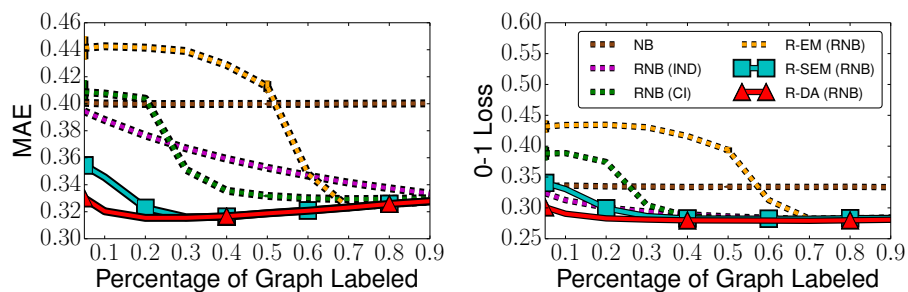 0.46
0.44
0.42
0.40
0.38
0.36
0.34
0.32
0.30
MAE
0.1 0.2 0.3 0.4 0.5 0.6 0.7 0.8 0.9
Percentage of Graph Labeled
0.60
0.55
0.50
0.45
0.40
0.35
0.30
0.25
0-1 Loss
NB
RNB (IND)
RNB (CI)
R-EM (RNB)
R-SEM (RNB)
R-DA (RNB)
0.1 0.2 0.3 0.4 0.5 0.6 0.7 0.8 0.9
Percentage of Graph Labeled